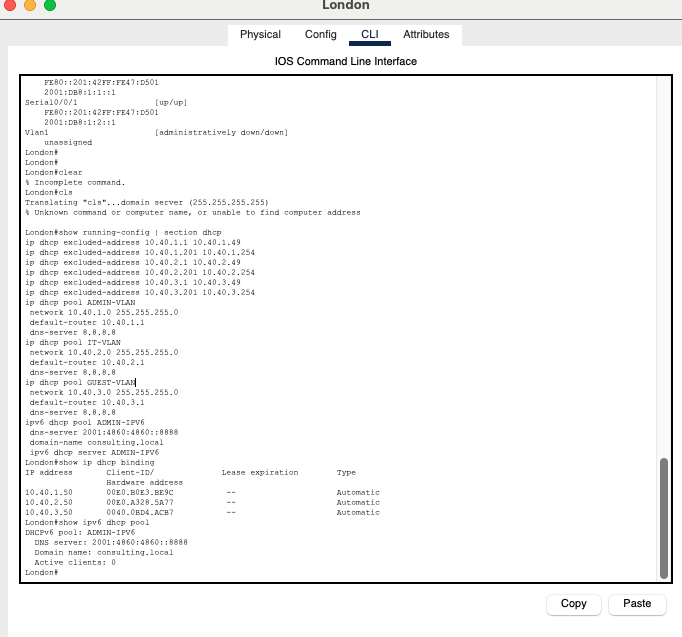 London
Physical Config CLI Attributes
IOS Command Line Interface
FE80::201:42FF:FE47:D501
2001:DB8:1:1::1
Serial0/0/1 [up/up]
FE80::201:42FF:FE47:D501
2001:DB8:1:2::1
Vlan1 [administratively down/down]
unassigned
London#
London#
London#clear
% Incomplete command.
London#cls
Translating "cls"...domain server (255.255.255.255)
% Unknown command or computer name, or unable to find computer address
London#show running-config | section dhcp
ip dhcp excluded-address 10.40.1.1 10.40.1.49
ip dhcp excluded-address 10.40.1.201 10.40.1.254
ip dhcp excluded-address 10.40.2.1 10.40.2.49
ip dhcp excluded-address 10.40.2.201 10.40.2.254
ip dhcp excluded-address 10.40.3.1 10.40.3.49
ip dhcp excluded-address 10.40.3.201 10.40.3.254
ip dhcp pool ADMIN-VLAN
network 10.40.1.0 255.255.255.0
default-router 10.40.1.1
dns-server 8.8.8.8
ip dhcp pool IT-VLAN
network 10.40.2.0 255.255.255.0
default-router 10.40.2.1
dns-server 8.8.8.8
ip dhcp pool GUEST-VLAN
network 10.40.3.0 255.255.255.0
default-router 10.40.3.1
dns-server 8.8.8.8
ipv6 dhcp pool ADMIN-IPV6
dns-server 2001:4860:4860::8888
domain-name consulting.local
ipv6 dhcp server ADMIN-IPV6
London#show ip dhcp binding
IP address Client-ID/ Lease expiration Type
Hardware address
10.40.1.50 00E0.B0E3.BE9C -- Automatic
10.40.2.50 00E0.A328.5A77 -- Automatic
10.40.3.50 0040.0BD4.ACB7 -- Automatic
London#show ipv6 dhcp pool
DHCPv6 pool: ADMIN-IPV6
DNS server: 2001:4860:4860::8888
Domain name: consulting.local
Active clients: 0
London#
Copy Paste